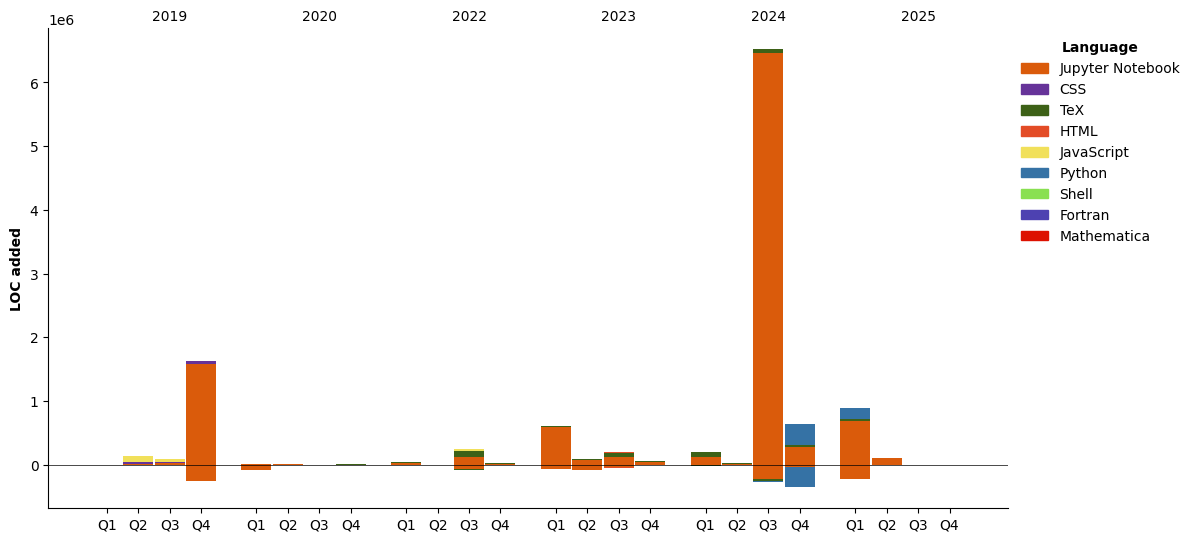 2019 2020 2022 2023 2024 2025
1e6
Language
Jupyter Notebook
CSS
TeX
HTML
JavaScript
Python
Shell
Fortran
Mathematica
LOC added
6
5
4
3
2
1
0
Q1 Q2 Q3 Q4 Q1 Q2 Q3 Q4 Q1 Q2 Q3 Q4 Q1 Q2 Q3 Q4 Q1 Q2 Q3 Q4 Q1 Q2 Q3 Q4